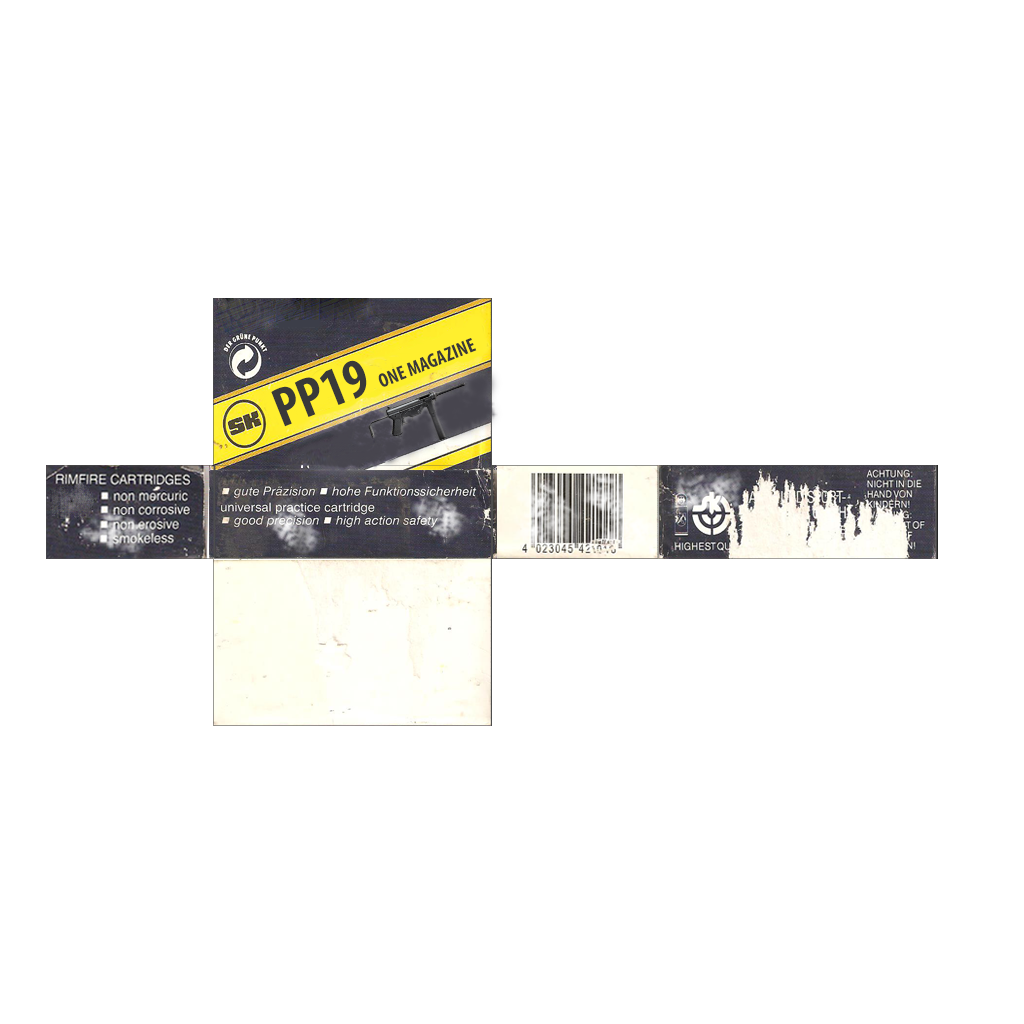 DER GRÜNE PUNKT
SK PP19 ONE MAGAZINE
RIMFIRE CARTRIDGES
■ non mercuric
■ non corrosive
■ non erosive
■ smokeless
■ gute Präzision ■ hohe Funktionssicherheit
universal practice cartridge
■ good precision ■ high action safety
4 023045 421
HIGHEST
ACHTUNG:
NICHT IN DIE
HAND VON
KINDERN!